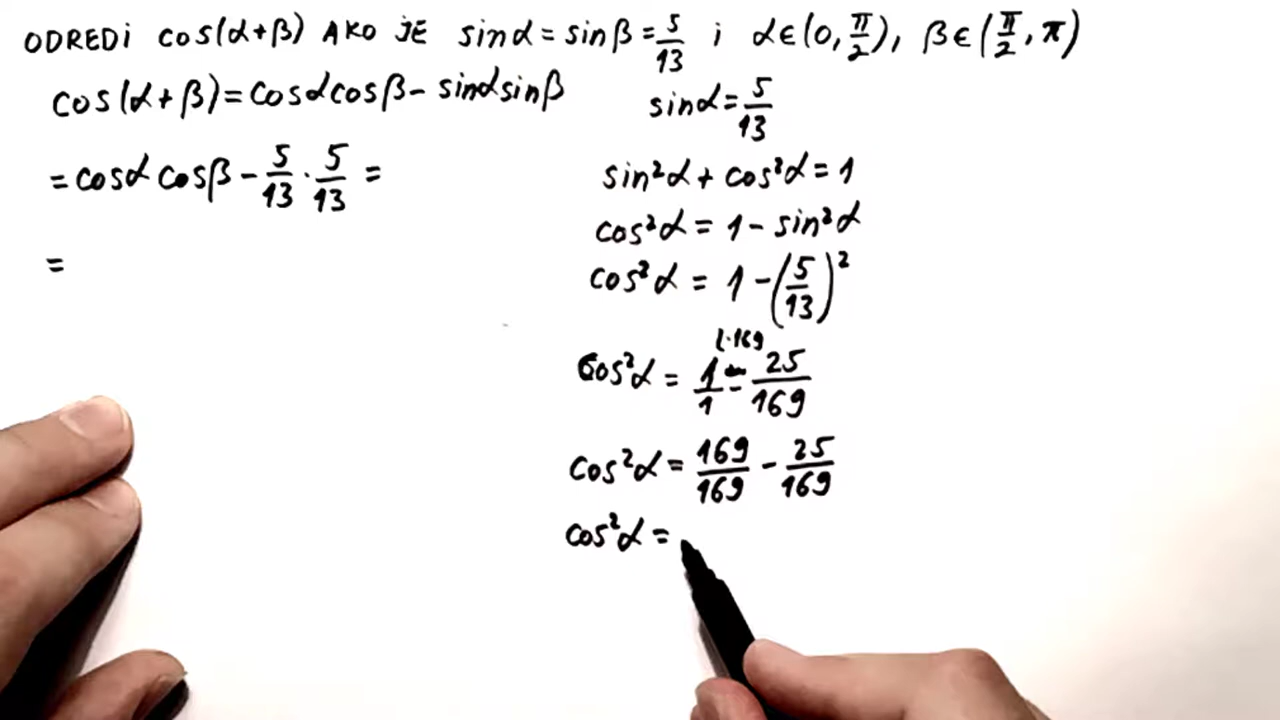 ODREDi cos(α+β) AKO JE sinα = sinβ = 5/13 i α∈(0, π/2), β∈(π/2, π)
cos(α+β) = cosα cosβ - sinα sinβ
= cosα cosβ - 5/13 · 5/13 =
=
sinα = 5/13
sin²α + cos²α = 1
cos²α = 1 - sin²α
cos²α = 1 - (5/13)²
cos²α = 1/1 - 25/169
cos²α = 169/169 - 25/169
cos²α =